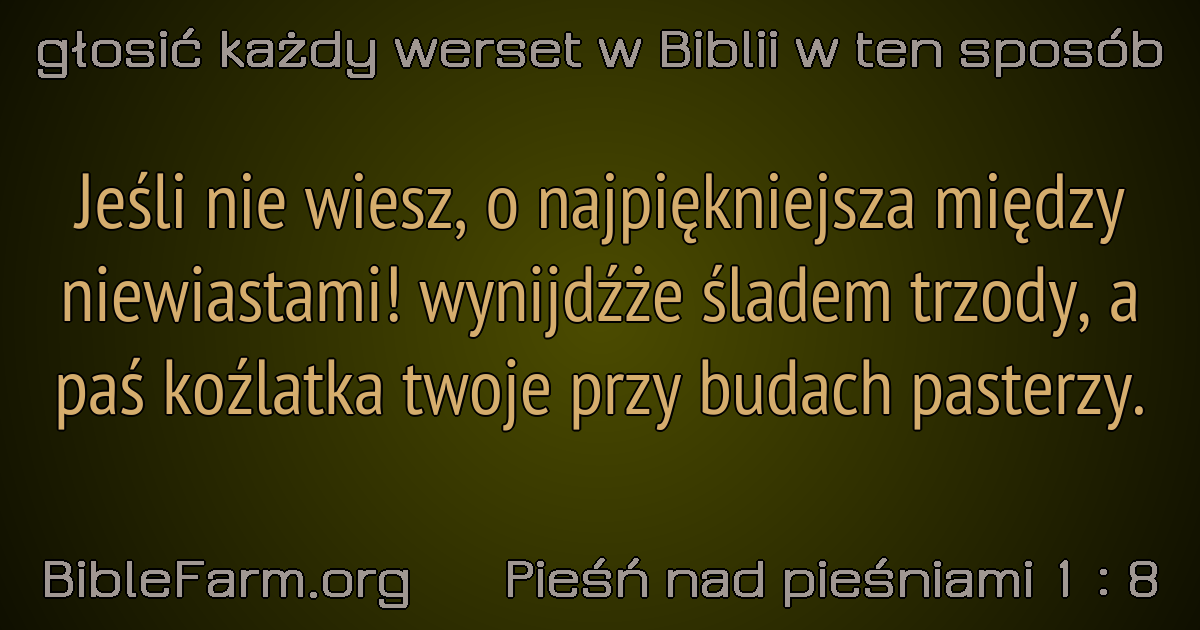 głosić każdy werset w Biblii w ten sposób
Jeśli nie wiesz, o najpiękniejsza między
niewiastami! wynijdźże śladem trzody, a
paś koźlatka twoje przy budach pasterzy.
BibleFarm.org Pieśń nad pieśniami 1 : 8